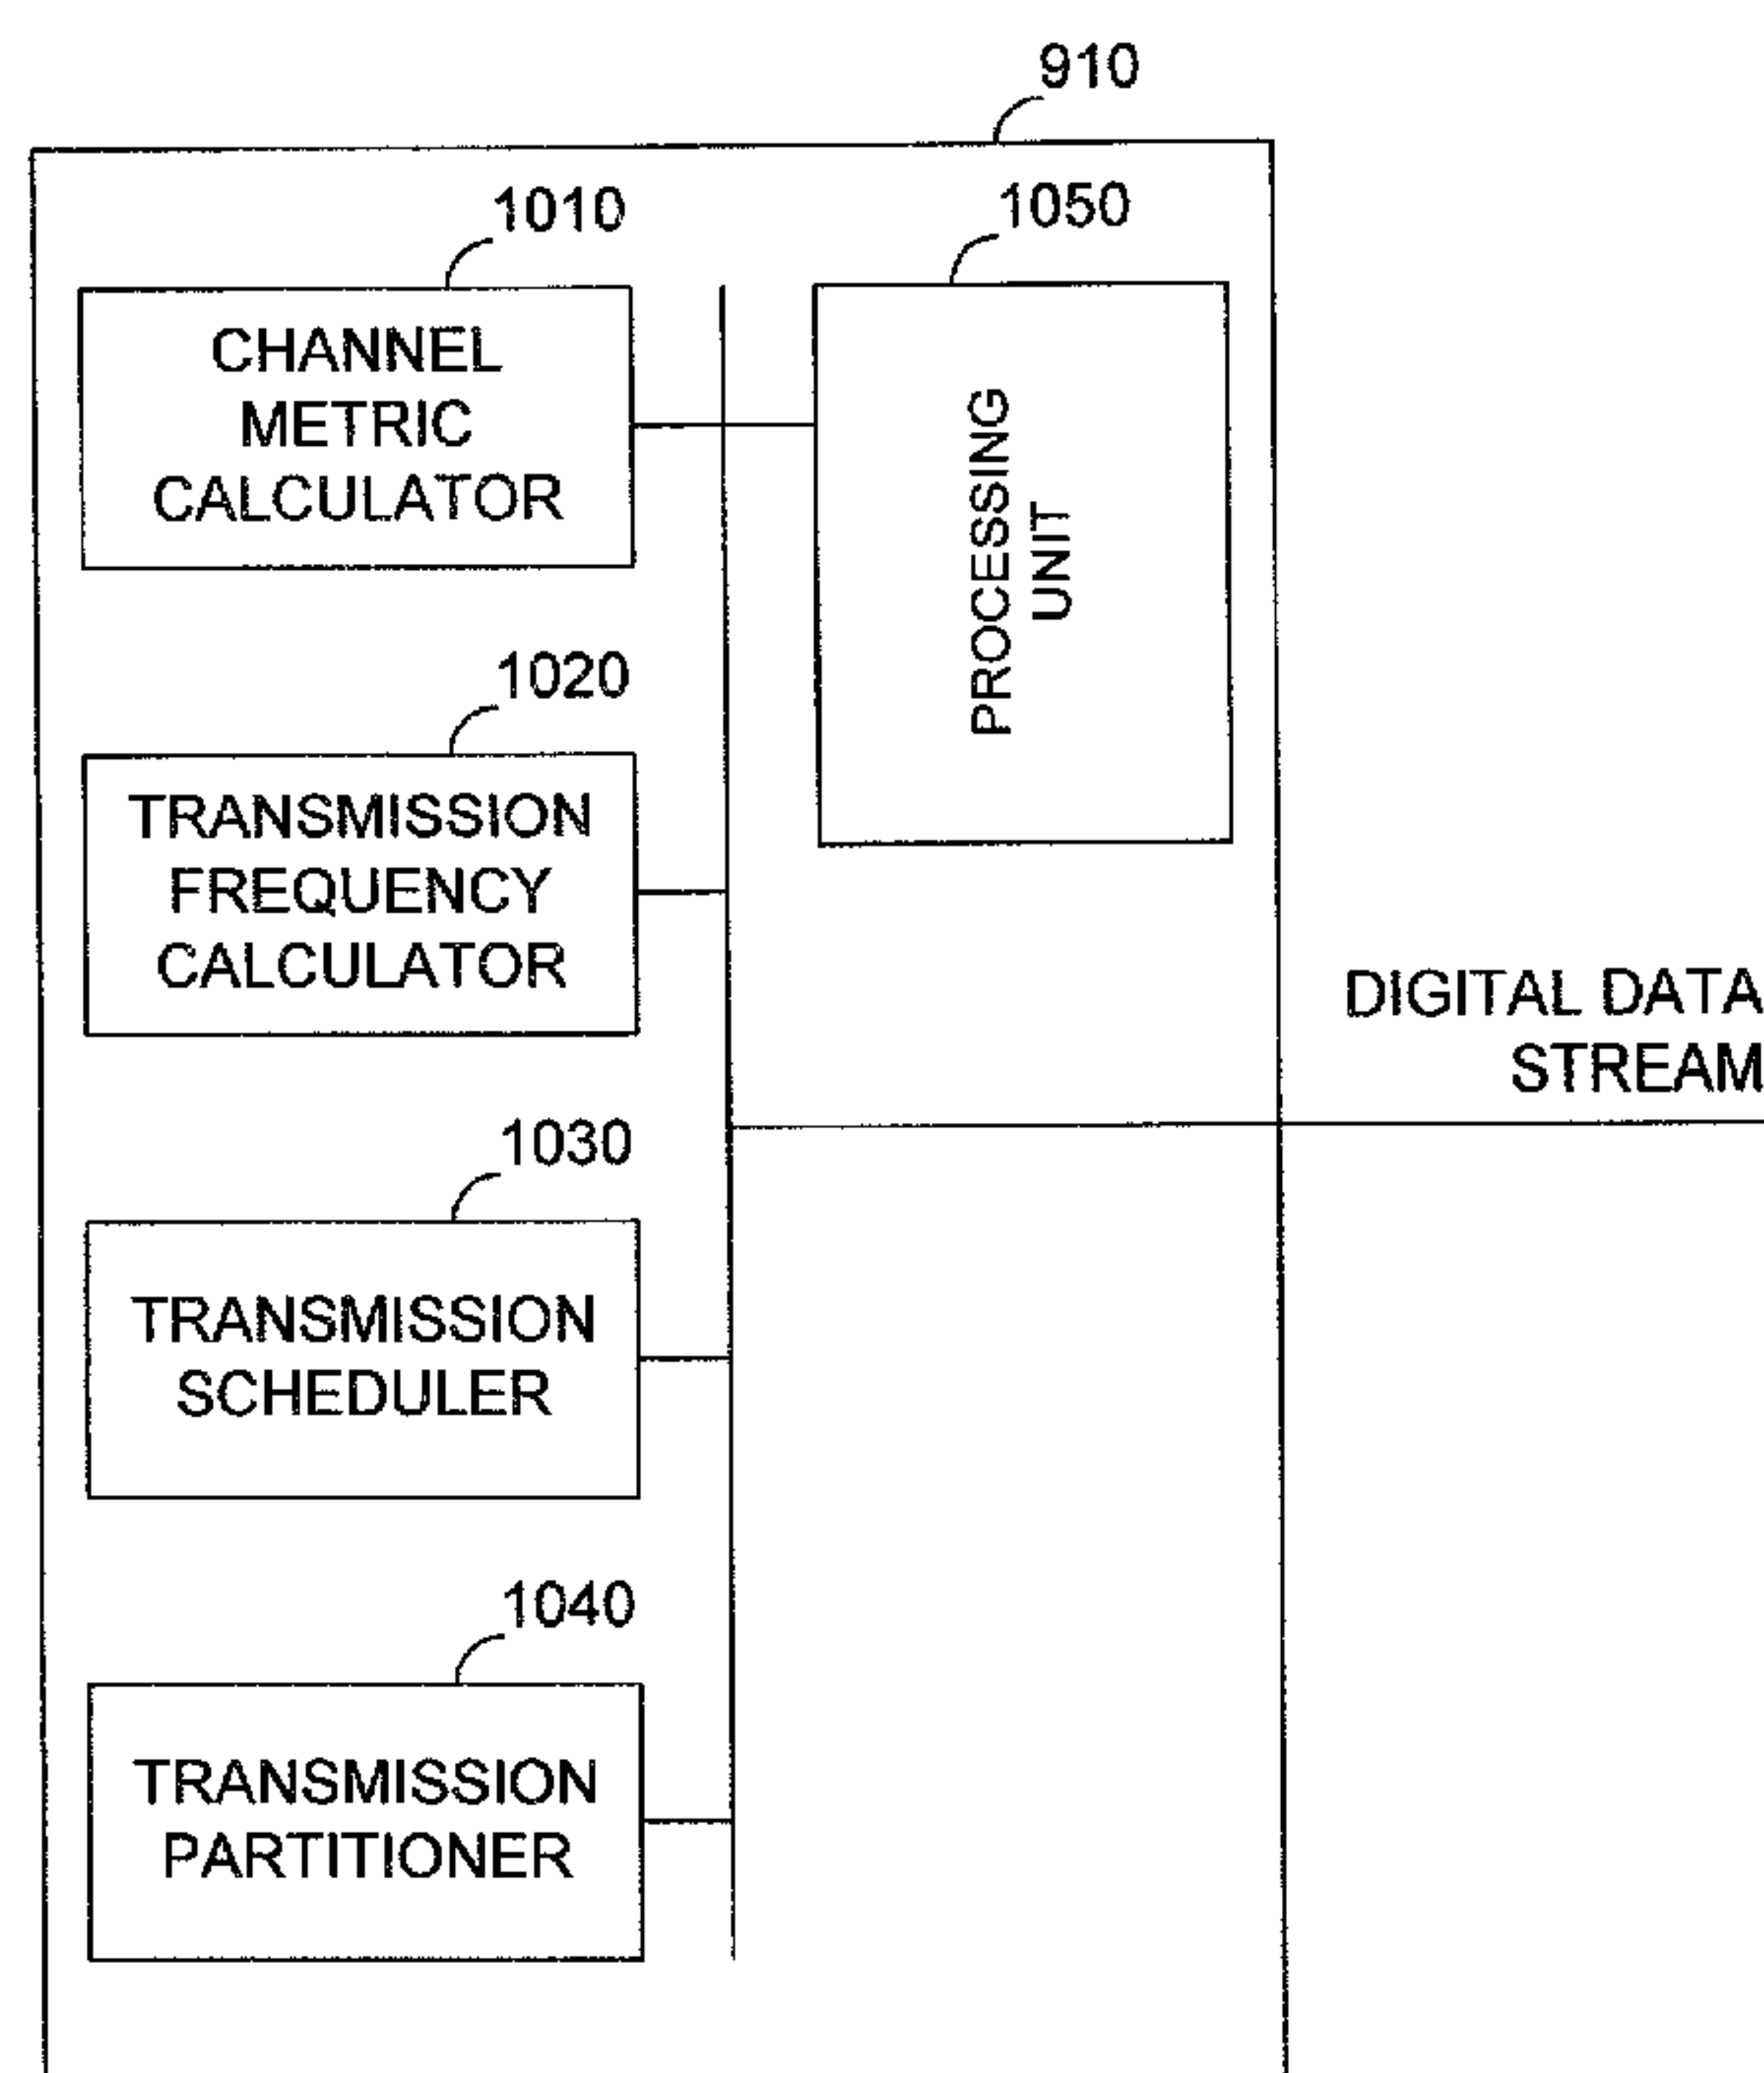 910
1010
CHANNEL
METRIC
CALCULATOR
1050
PROCESSING
UNIT
1020
TRANSMISSION
FREQUENCY
CALCULATOR
DIGITAL DATA
STREAM
1030
TRANSMISSION
SCHEDULER
1040
TRANSMISSION
PARTITIONER